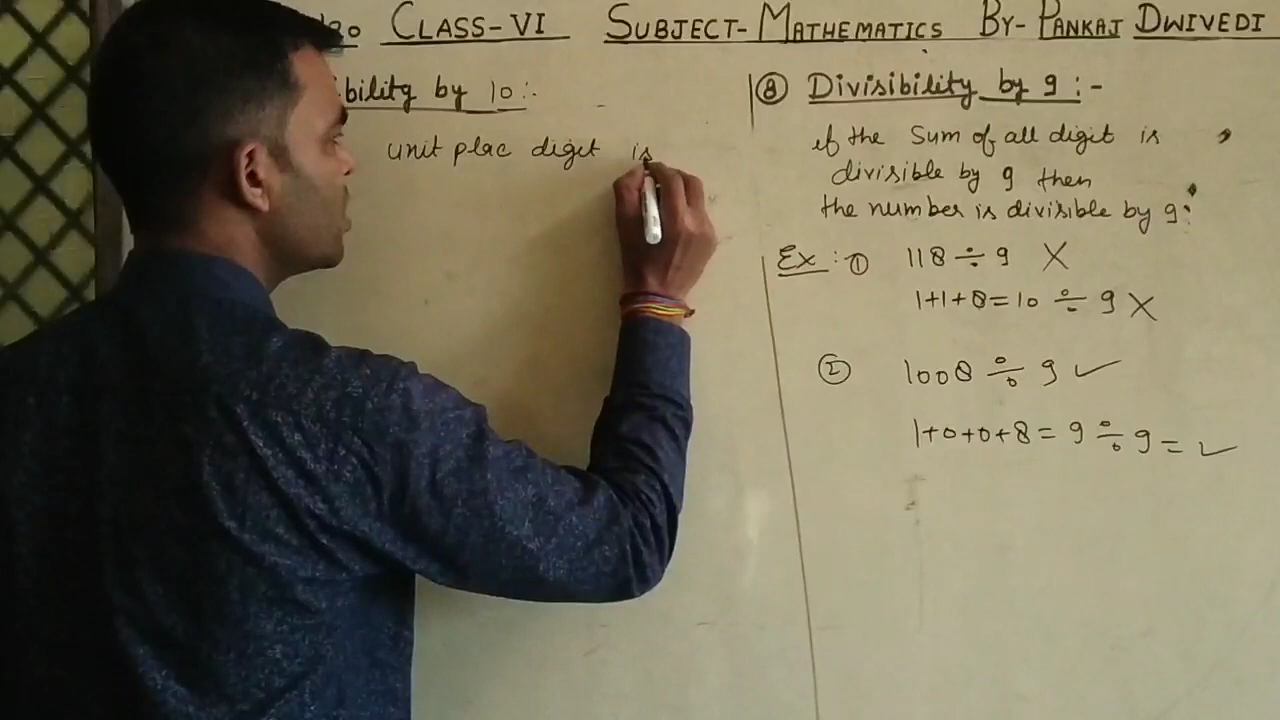 CLASS-VI SUBJECT-MATHEMATICS BY-PANKAJ DWIVEDI
by 10:-
unit plac digit is
⑧ Divisibility by 9:-
if the Sum of all digit is
divisible by 9 then
the number is divisible by 9:
Ex:① 118÷9 X
1+1+8=10÷9 X
② 1008÷9 ✓
1+0+0+8=9÷9=✓